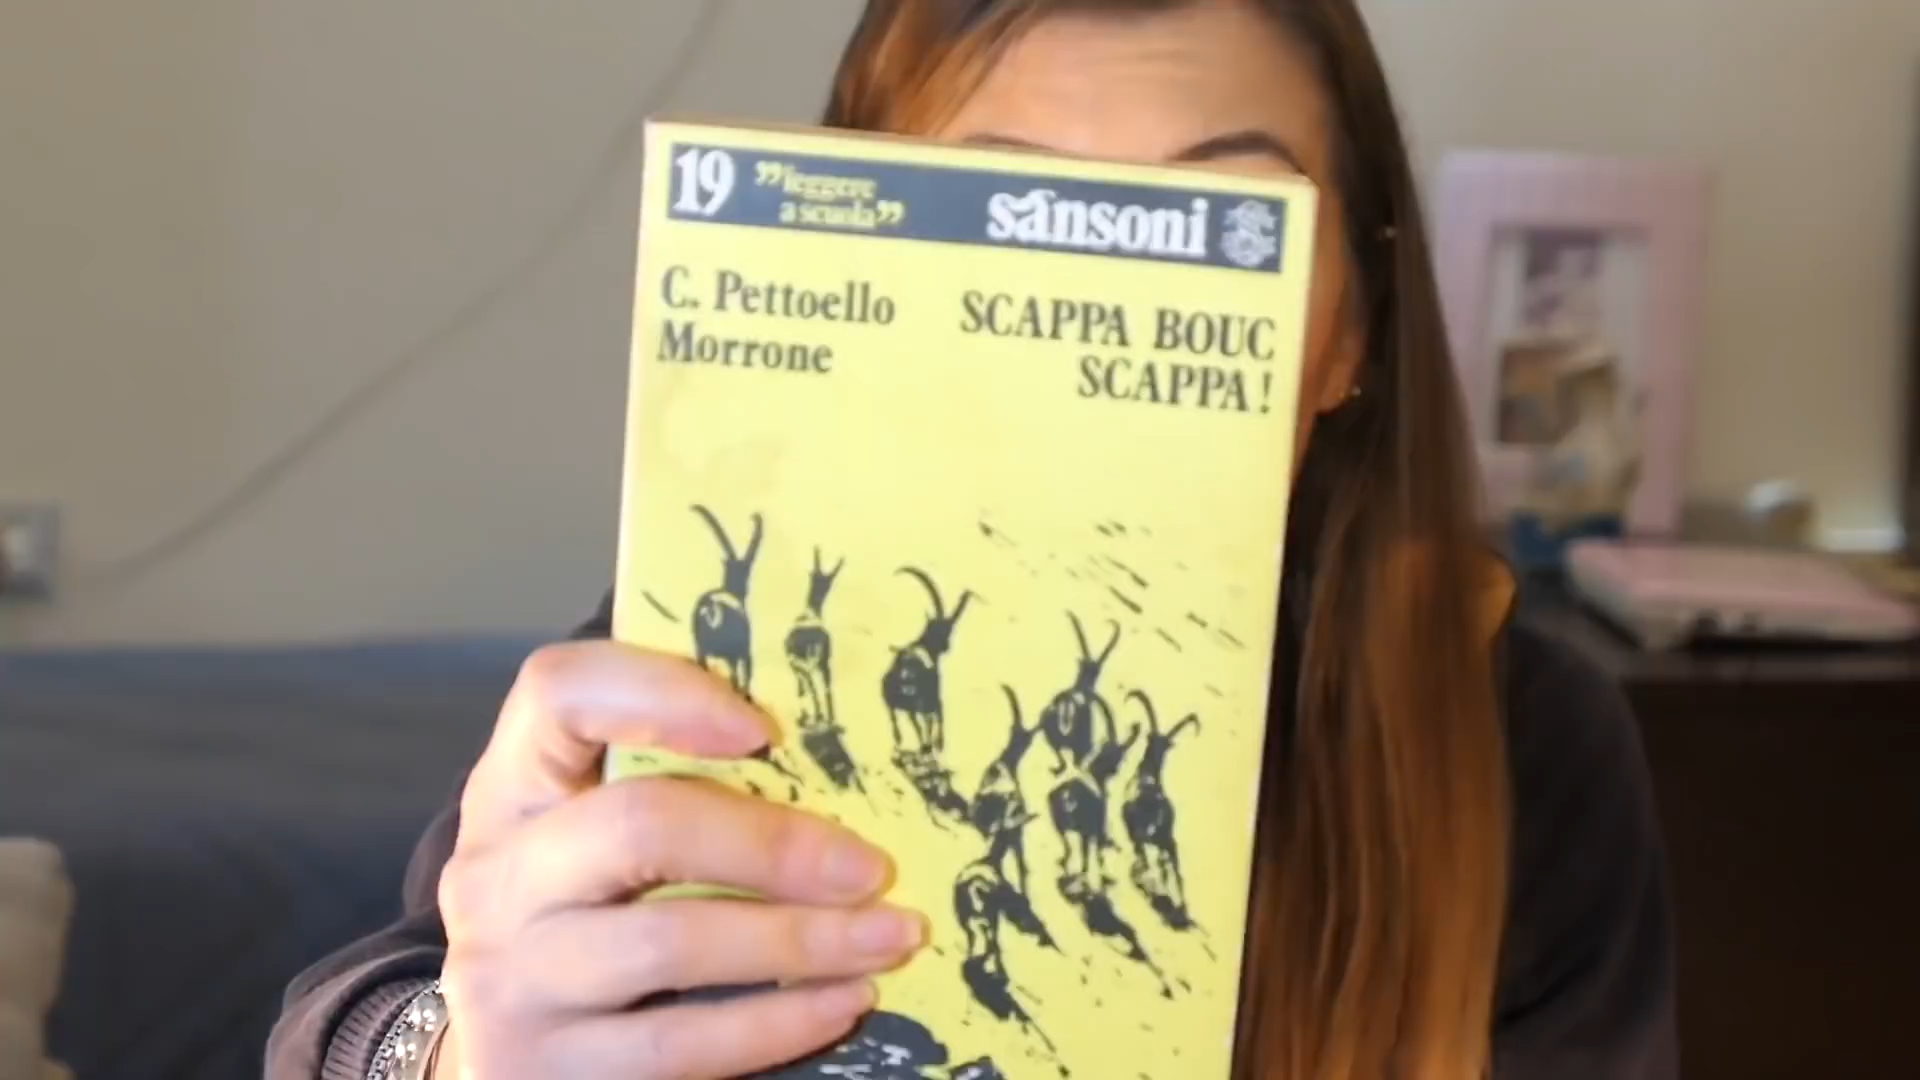 19
”leggere
a scuola”
sansoni
C. Pettoello
Morrone
SCAPPA BOUC
SCAPPA!